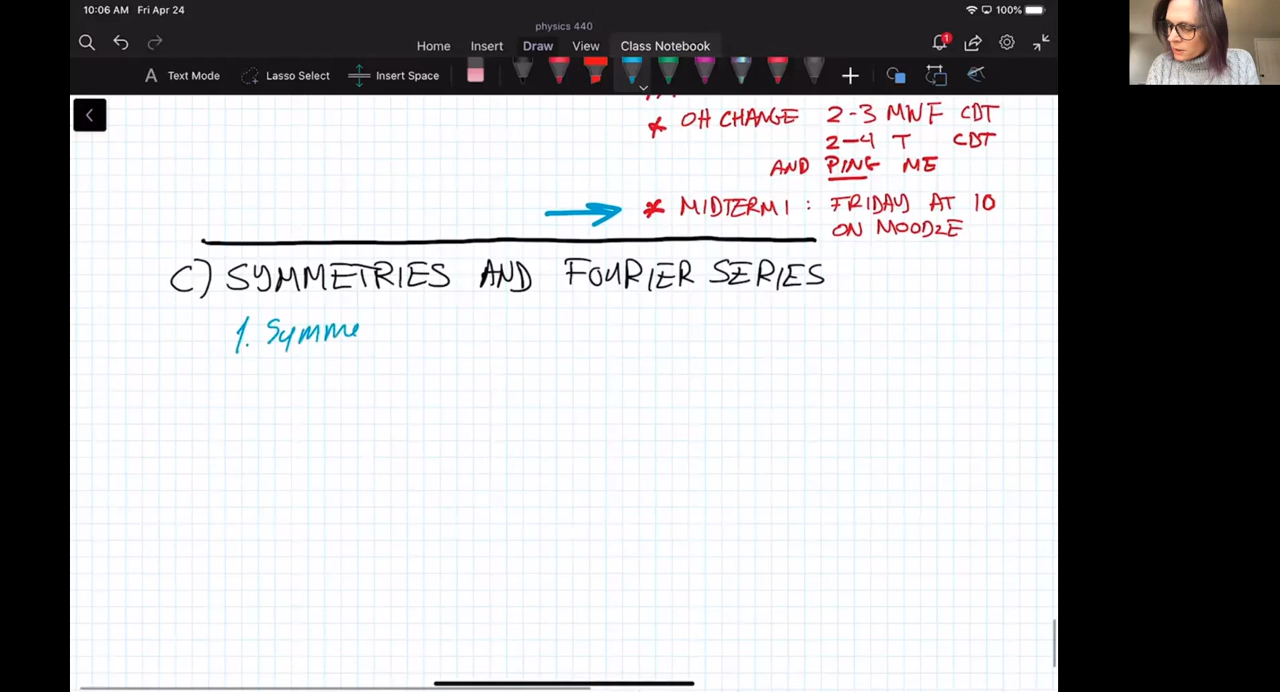 10:06 AM Fri Apr 24
100%
physics 440
Home Insert Draw View Class Notebook
1
Text Mode Lasso Select Insert Space
* OH CHANGE 2-3 MWF CDT
2-4 T CDT
AND PING ME
* MIDTERM 1 : FRIDAY AT 10
ON MOODLE
C) SYMMETRIES AND FOURIER SERIES
1. Symme